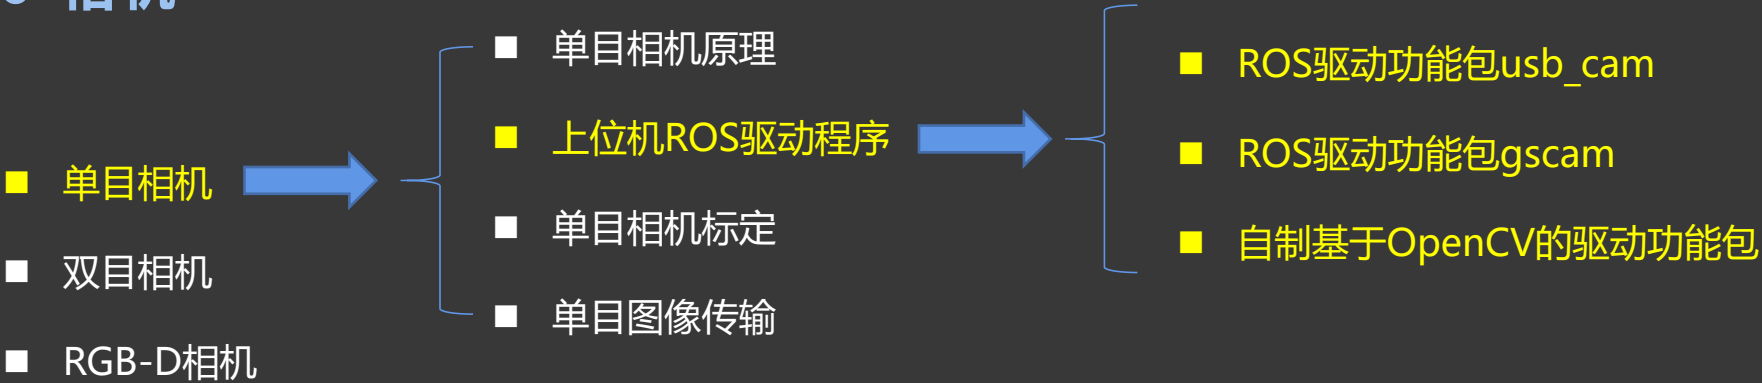 单目相机
双目相机
RGB-D相机
单目相机原理
上位机ROS驱动程序
单目相机标定
单目图像传输
ROS驱动功能包usb_cam
ROS驱动功能包gscam
自制基于OpenCV的驱动功能包